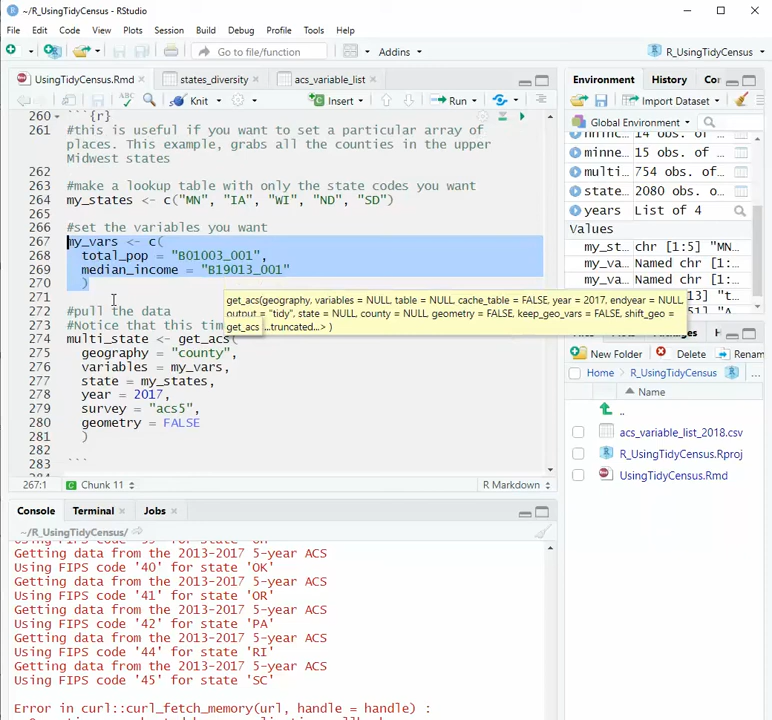 ~/R_UsingTidyCensus - RStudio
File Edit Code View Plots Session Build Debug Profile Tools Help
Go to file/function Addins R_UsingTidyCensus
UsingTidyCensus.Rmd states_diversity acs_variable_list
Knit Insert Run
260 ```{r}
261 #this is useful if you want to set a particular array of
places. This example, grabs all the counties in the upper
Midwest states
262
263 #make a lookup table with only the state codes you want
264 my_states <- c("MN", "IA", "WI", "ND", "SD")
265
266 #set the variables you want
267 my_vars <- c(
268 total_pop = "B01003_001",
269 median_income = "B19013_001"
270 )
271
get_acs(geography, variables = NULL, table = NULL, cache_table = FALSE, year = 2017, endyear = NULL,
output = "tidy", state = NULL, county = NULL, geometry = FALSE, keep_geo_vars = FALSE, shift_geo =
get_acs ...truncated...> )
272 #pull the data
273 #Notice that this tim
274 multi_state <- get_acs(
275 geography = "county",
276 variables = my_vars,
277 state = my_states,
278 year = 2017,
279 survey = "acs5",
280 geometry = FALSE
281 )
282
283 ```
267:1 Chunk 11 R Markdown
Console Terminal Jobs
~/R_UsingTidyCensus/
Getting data from the 2013-2017 5-year ACS
Using FIPS code '40' for state 'OK'
Getting data from the 2013-2017 5-year ACS
Using FIPS code '41' for state 'OR'
Getting data from the 2013-2017 5-year ACS
Using FIPS code '42' for state 'PA'
Getting data from the 2013-2017 5-year ACS
Using FIPS code '44' for state 'RI'
Getting data from the 2013-2017 5-year ACS
Using FIPS code '45' for state 'SC'
Error in curl::curl_fetch_memory(url, handle = handle) :
Environment History Co
Import Dataset
Global Environment
14 obs. of
minne… 15 obs. of
multi… 754 obs. of
state… 2080 obs. of
years List of 4
Values
my_st… chr [1:5] "MN…
my_va… Named chr [1:
New Folder Delete Renam
Home R_UsingTidyCensus ...
Name
..
acs_variable_list_2018.csv
R_UsingTidyCensus.Rproj
UsingTidyCensus.Rmd